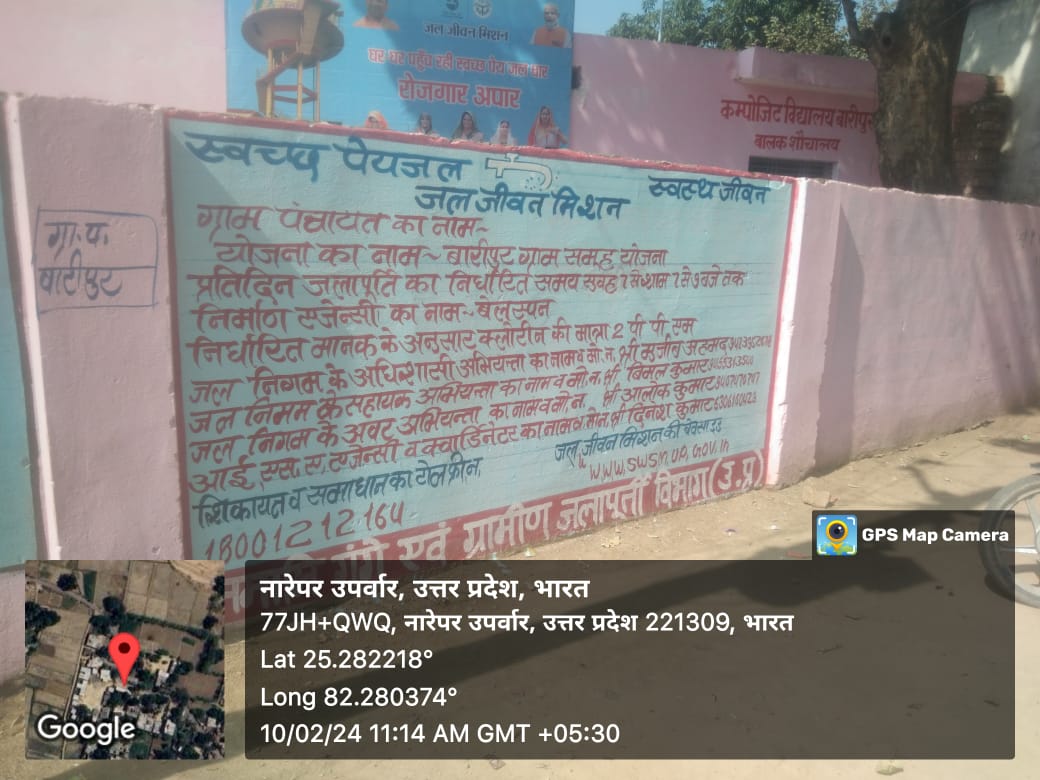 जल जीवन मिशन
घर घर पहुँच रही स्वच्छ पेय जल धार
रोजगार अपार
कम्पोजिट विद्यालय बारीपुर
बालक शौचालय
स्वच्छ पेयजल
स्वस्थ जीवन
जल जीवन मिशन
ग्राम पंचायत का नाम~
योजना का नाम~ बारीपुर ग्राम समूह योजना
प्रतिदिन जलापूर्ति का निर्धारित समय सुबह 7 से शाम 7 से 9 बजे तक
निर्माण एजेन्सी का नाम~ बेलस्पन
निर्धारित मानक के अनुसार क्लोरीन की मात्रा 2 पी पी एम
जल निगम के अधिशासी अभियन्ता का नाम व मो. न. श्री अहमद
जल निगम के सहायक अभियन्ता का नाम व मो. न. श्री बिमल कुमार
जल निगम के अवर अभियन्ता का नाम व मो. न. श्री आलोक कुमार
आई. एस. ए. एजेन्सी व क्वार्डिनेटर का नाम व मो.न. श्री दिनेश कुमार
जल जीवन मिशन की
www.swsm.up.gov.in
शिकायत व समाधान का टोल फ्री न.
1800 1212 164
एवं ग्रामीण जलापूर्ती विभाग (उ.प्र)
ग्रा.प.
बारीपुर
GPS Map Camera
नारेपर उपर्वार, उत्तर प्रदेश, भारत
77JH+QWQ, नारेपर उपर्वार, उत्तर प्रदेश 221309, भारत
Lat 25.282218°
Long 82.280374°
10/02/24 11:14 AM GMT +05:30
Google